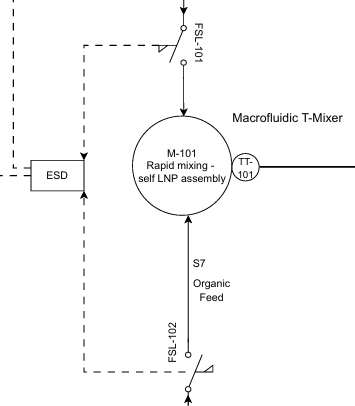 FSL-101
Macrofluidic T-Mixer
M-101
Rapid mixing -
self LNP assembly
TT-
101
ESD
S7
Organic
Feed
FSL-102